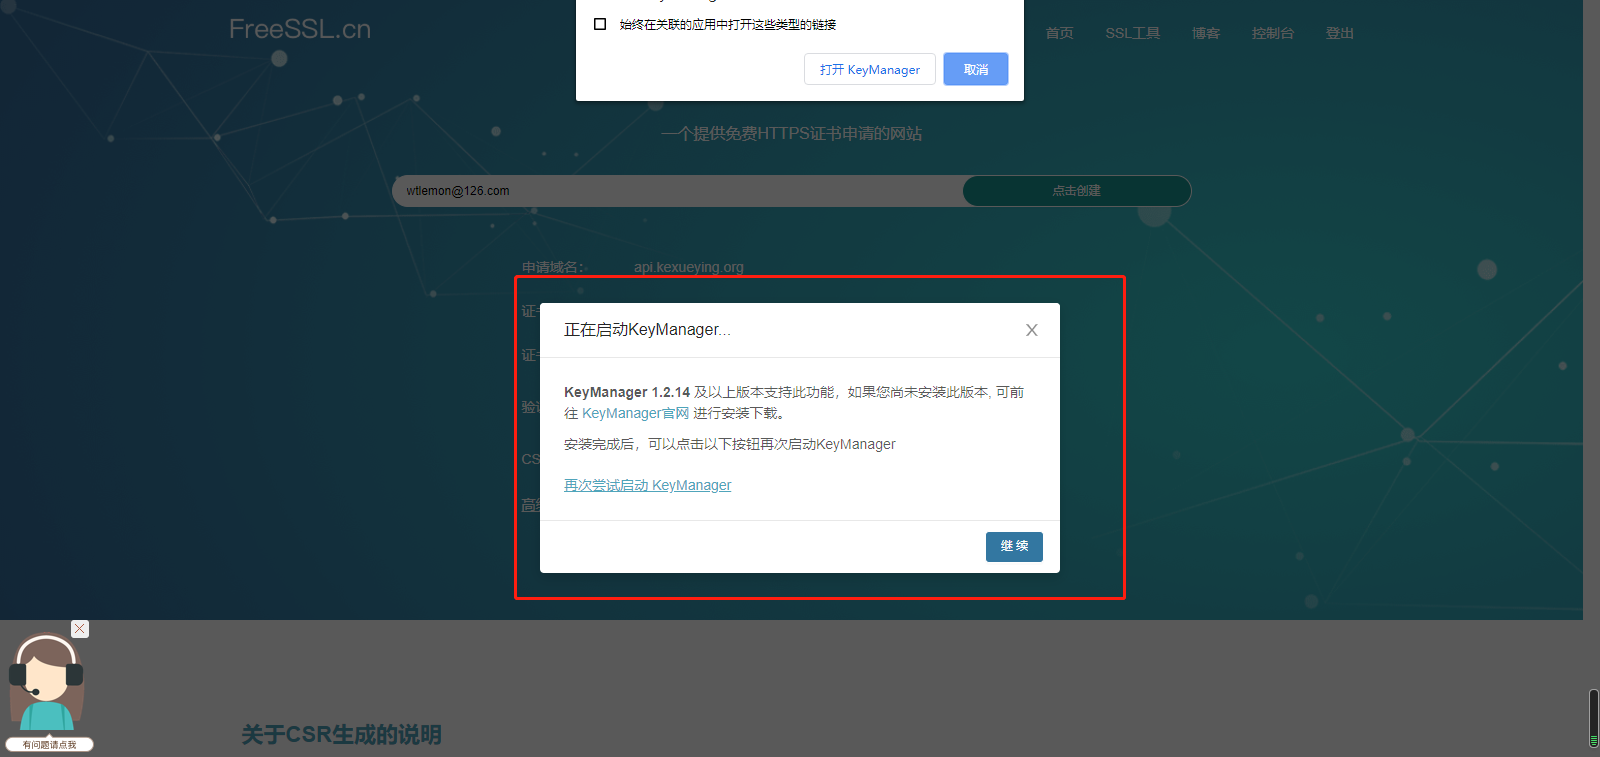 FreeSSL.cn
始终在关联的应用中打开这些类型的链接
首页 SSL工具 博客 控制台 登出
打开 KeyManager 取消
一个提供免费HTTPS证书申请的网站
wtlemon@126.com 点击创建
申请域名: api.kexueying.org
正在启动KeyManager...
KeyManager 1.2.14 及以上版本支持此功能，如果您尚未安装此版本, 可前
往 KeyManager官网 进行安装下载。
安装完成后，可以点击以下按钮再次启动KeyManager
再次尝试启动 KeyManager
继 续
有问题请点我
关于CSR生成的说明